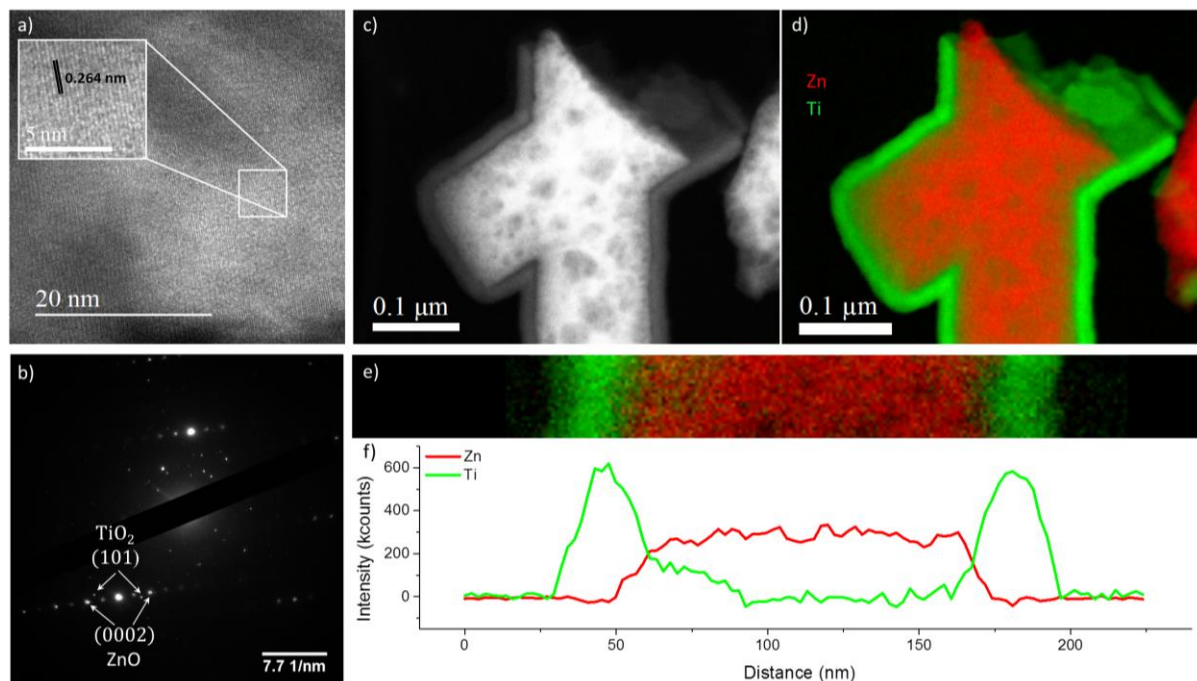 a)
0.264 nm
5 nm
20 nm
b)
TiO₂
(101)
(0002)
ZnO
7.7 1/nm
c)
0.1 μm
d)
Zn
Ti
0.1 μm
e)
f)
Zn
Ti
Intensity (kcounts)
600
400
200
0
0 50 100 150 200
Distance (nm)